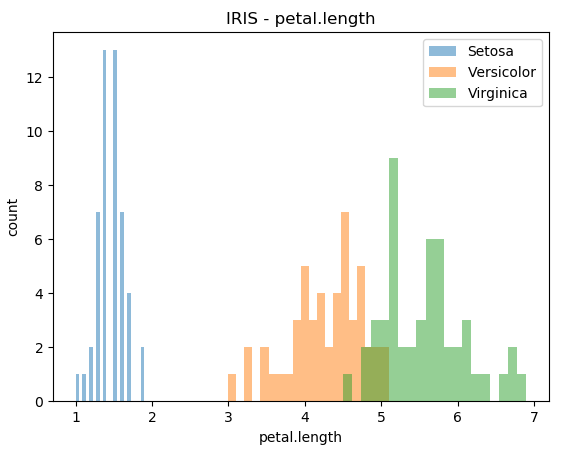 IRIS - petal.length
Setosa
Versicolor
Virginica
count
12
10
8
6
4
2
0
1 2 3 4 5 6 7
petal.length